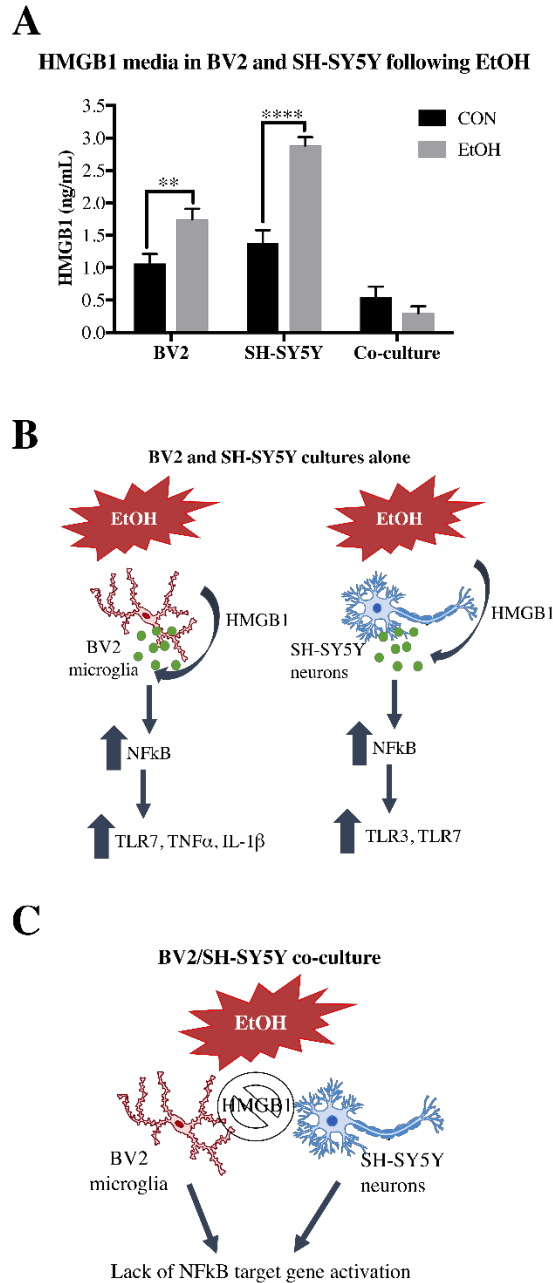 A
HMGB1 media in BV2 and SH-SY5Y following EtOH
CON
EtOH
HMGB1 (ng/mL)
3.5
3.0
2.5
2.0
1.5
1.0
0.5
0.0
**
****
BV2
SH-SY5Y
Co-culture
B
BV2 and SH-SY5Y cultures alone
EtOH
HMGB1
BV2
microglia
NFkB
TLR7, TNFα, IL-1β
EtOH
HMGB1
SH-SY5Y
neurons
NFkB
TLR3, TLR7
C
BV2/SH-SY5Y co-culture
EtOH
HMGB1
BV2
microglia
SH-SY5Y
neurons
Lack of NFkB target gene activation